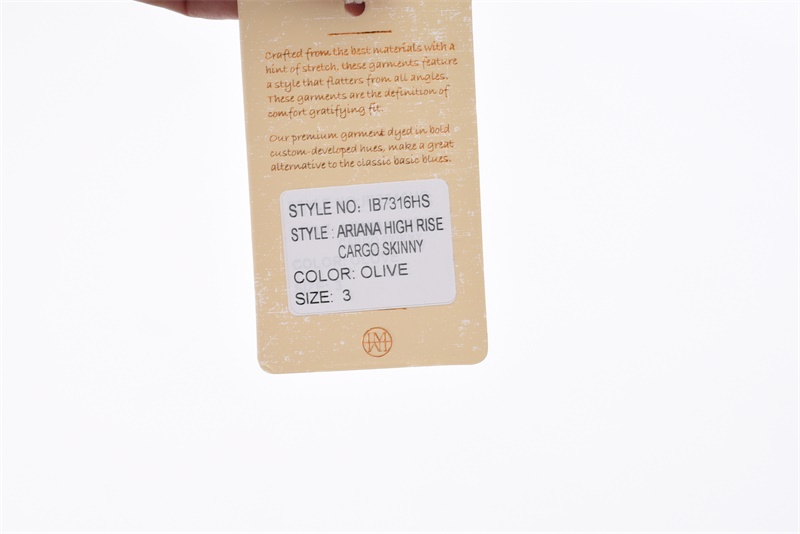 Crafted from the best materials with a
hint of stretch, these garments feature
a style that flatters from all angles.
These garments are the definition of
comfort gratifying fit.
Our premium garment dyed in bold
custom-developed hues, make a great
alternative to the classic basic blues.
STYLE NO: IB7316HS
STYLE : ARIANA HIGH RISE
CARGO SKINNY
COLOR: OLIVE
SIZE: 3